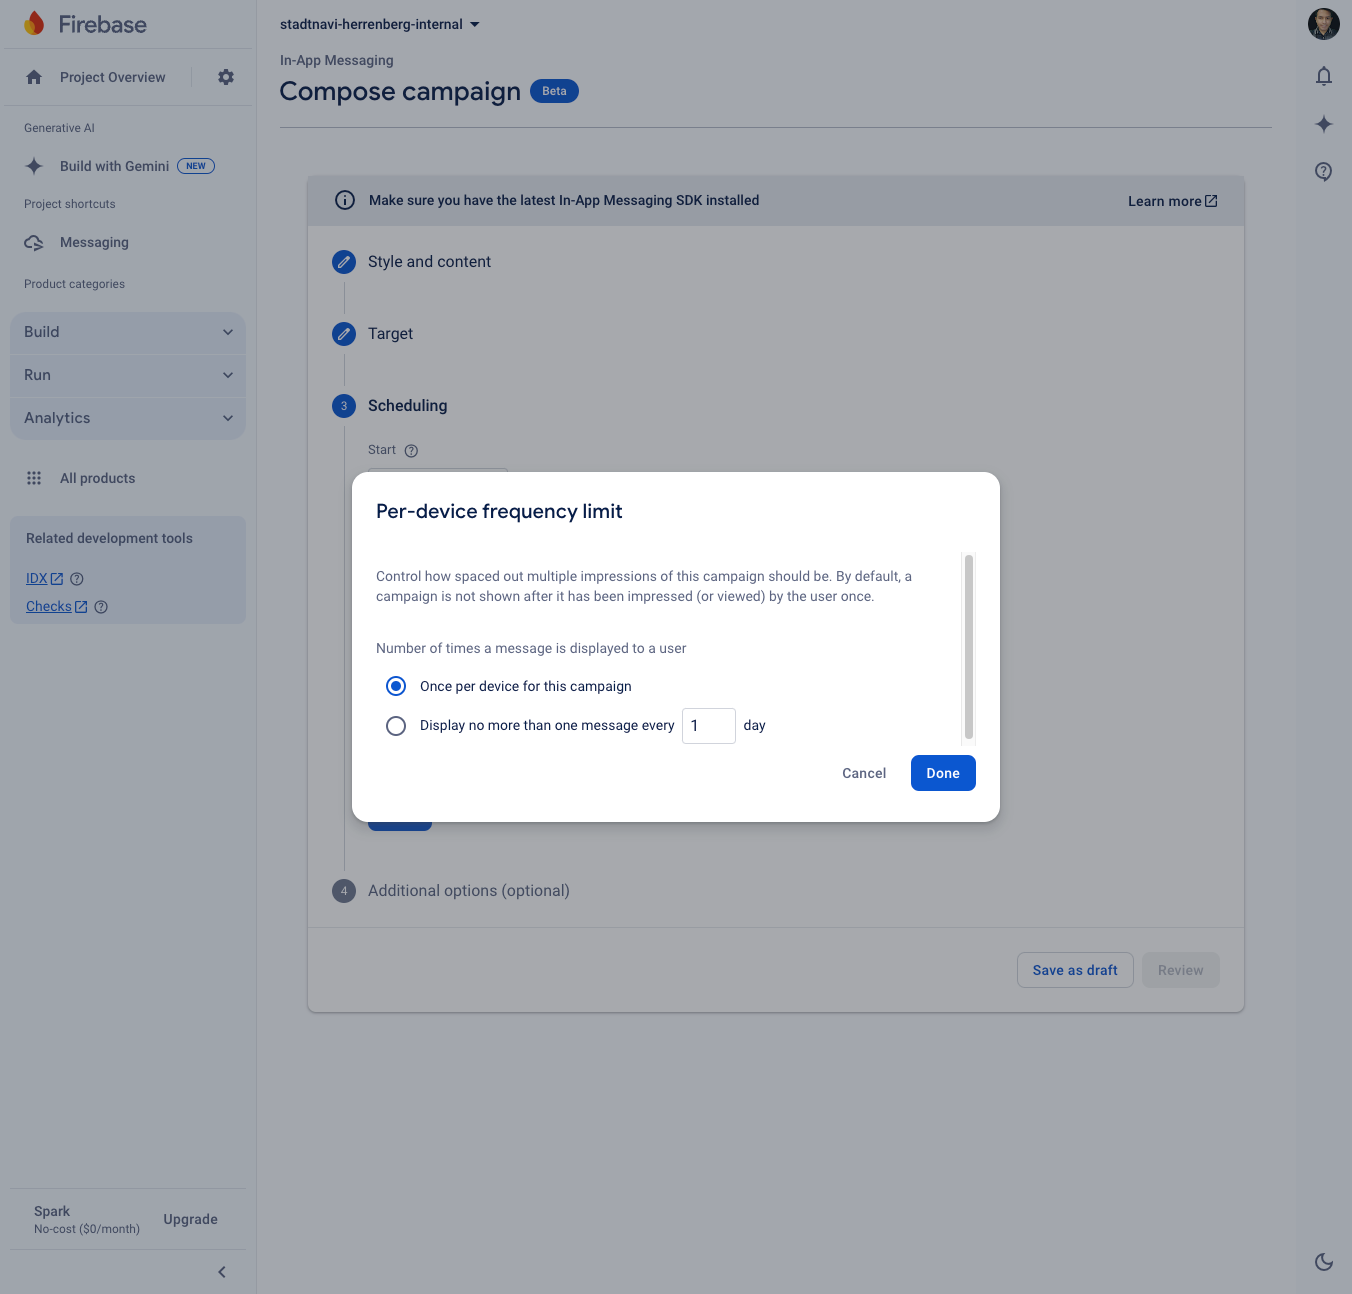 Firebase
Project Overview
Generative AI
Build with Gemini NEW
Project shortcuts
Messaging
Product categories
Build
Run
Analytics
All products
Related development tools
IDX
Checks
Spark
No-cost ($0/month)
Upgrade
stadtnavi-herrenberg-internal
In-App Messaging
Compose campaign Beta
Make sure you have the latest In-App Messaging SDK installed
Learn more
Style and content
Target
3 Scheduling
Start
Per-device frequency limit
Control how spaced out multiple impressions of this campaign should be. By default, a
campaign is not shown after it has been impressed (or viewed) by the user once.
Number of times a message is displayed to a user
Once per device for this campaign
Display no more than one message every 1 day
Cancel
Done
4 Additional options (optional)
Save as draft
Review